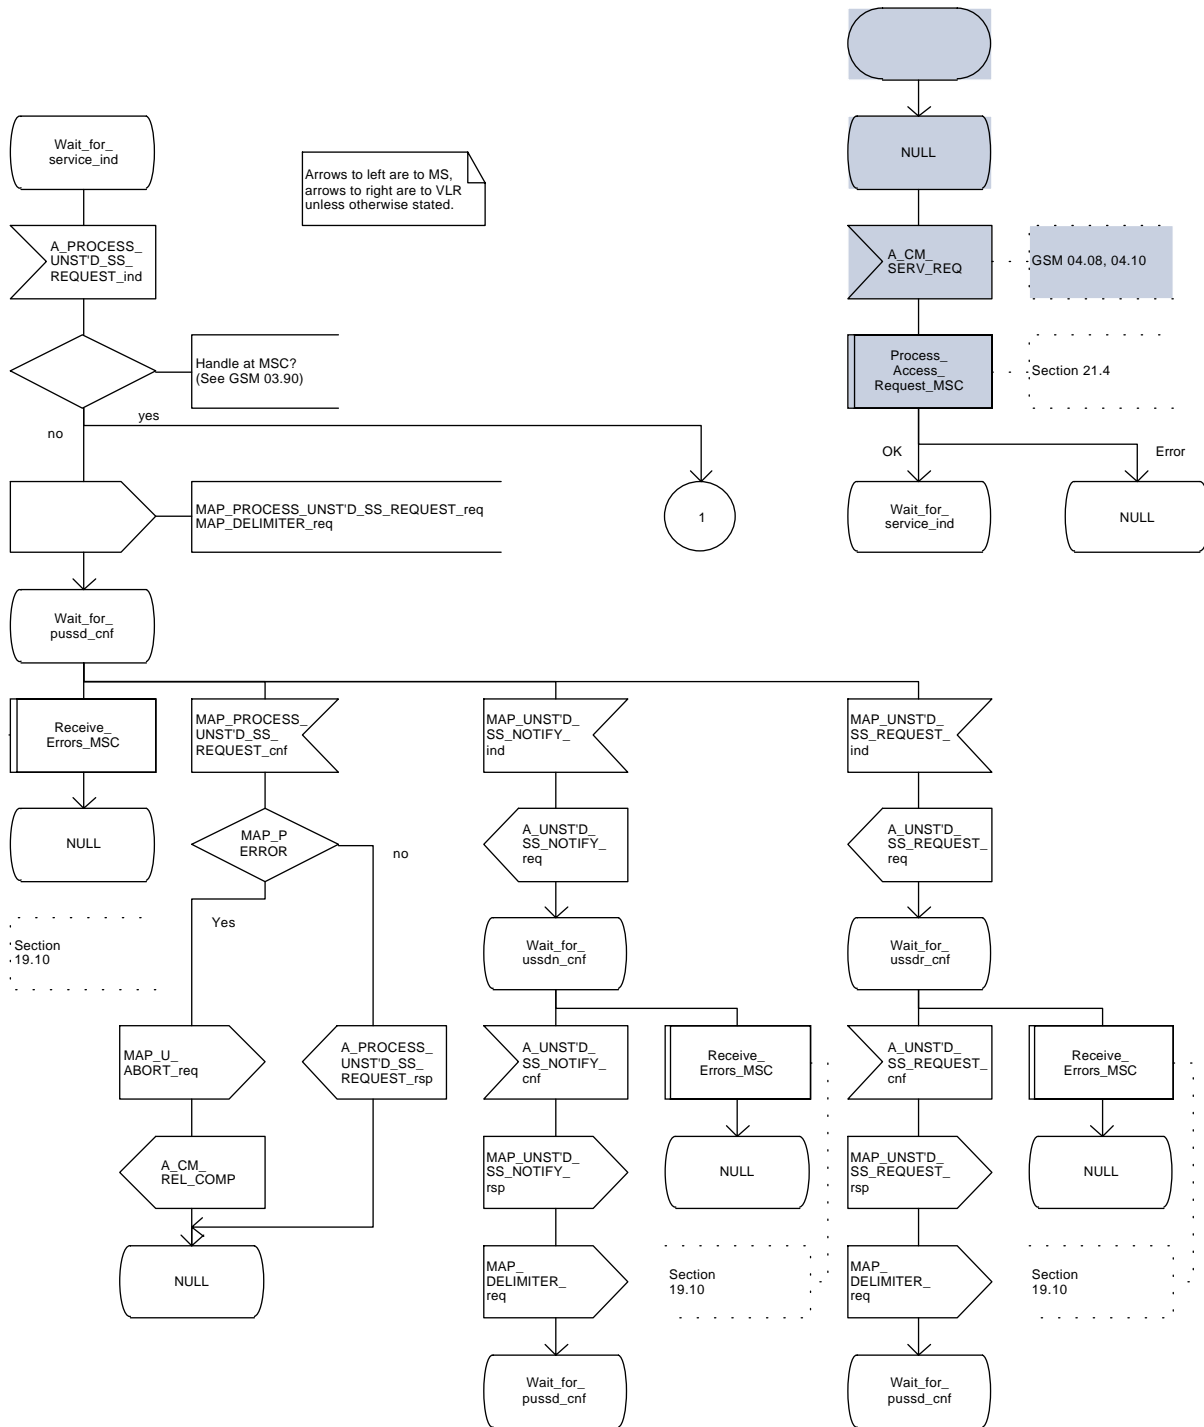 NULL
Wait_for_
service_ind
Arrows to left are to MS,
arrows to right are to VLR
unless otherwise stated.
A_PROCESS_
UNST'D_SS_
REQUEST_ind
A_CM_
SERV_REQ
GSM 04.08, 04.10
Handle at MSC?
(See GSM 03.90)
Process_
Access_
Request_MSC
Section 21.4
yes
no
OK
Error
MAP_PROCESS_UNST'D_SS_REQUEST_req
MAP_DELIMITER_req
1
Wait_for_
service_ind
NULL
Wait_for_
pussd_cnf
Receive_
Errors_MSC
MAP_PROCESS_
UNST'D_SS_
REQUEST_cnf
MAP_UNST'D_
SS_NOTIFY_
ind
MAP_UNST'D_
SS_REQUEST_
ind
NULL
MAP_P
ERROR
no
A_UNST'D_
SS_NOTIFY_
req
A_UNST'D_
SS_REQUEST_
req
Yes
Section
19.10
Wait_for_
ussdn_cnf
Wait_for_
ussdr_cnf
MAP_U_
ABORT_req
A_PROCESS_
UNST'D_SS_
REQUEST_rsp
A_UNST'D_
SS_NOTIFY_
cnf
Receive_
Errors_MSC
A_UNST'D_
SS_REQUEST_
cnf
Receive_
Errors_MSC
A_CM_
REL_COMP
MAP_UNST'D_
SS_NOTIFY_
rsp
NULL
MAP_UNST'D_
SS_REQUEST_
rsp
NULL
NULL
MAP_
DELIMITER_
req
Section
19.10
MAP_
DELIMITER_
req
Section
19.10
Wait_for_
pussd_cnf
Wait_for_
pussd_cnf